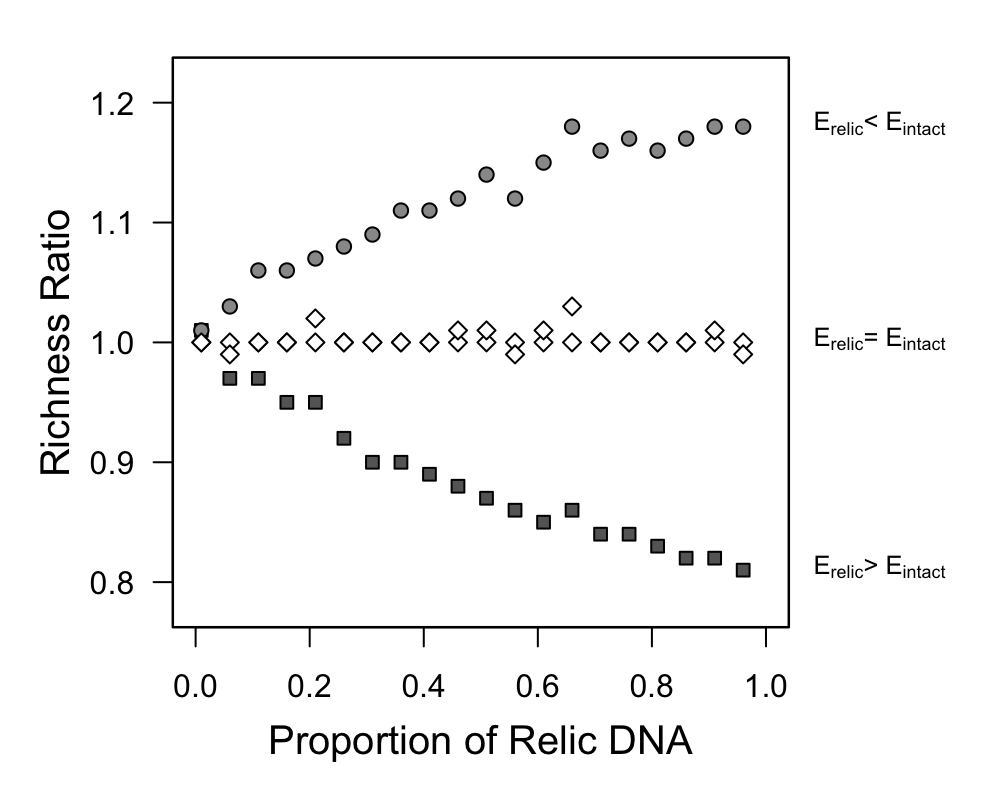 1.2
1.1
1.0
0.9
0.8
Richness Ratio
0.0 0.2 0.4 0.6 0.8 1.0
Proportion of Relic DNA
Erelic< Eintact
Erelic= Eintact
Erelic> Eintact